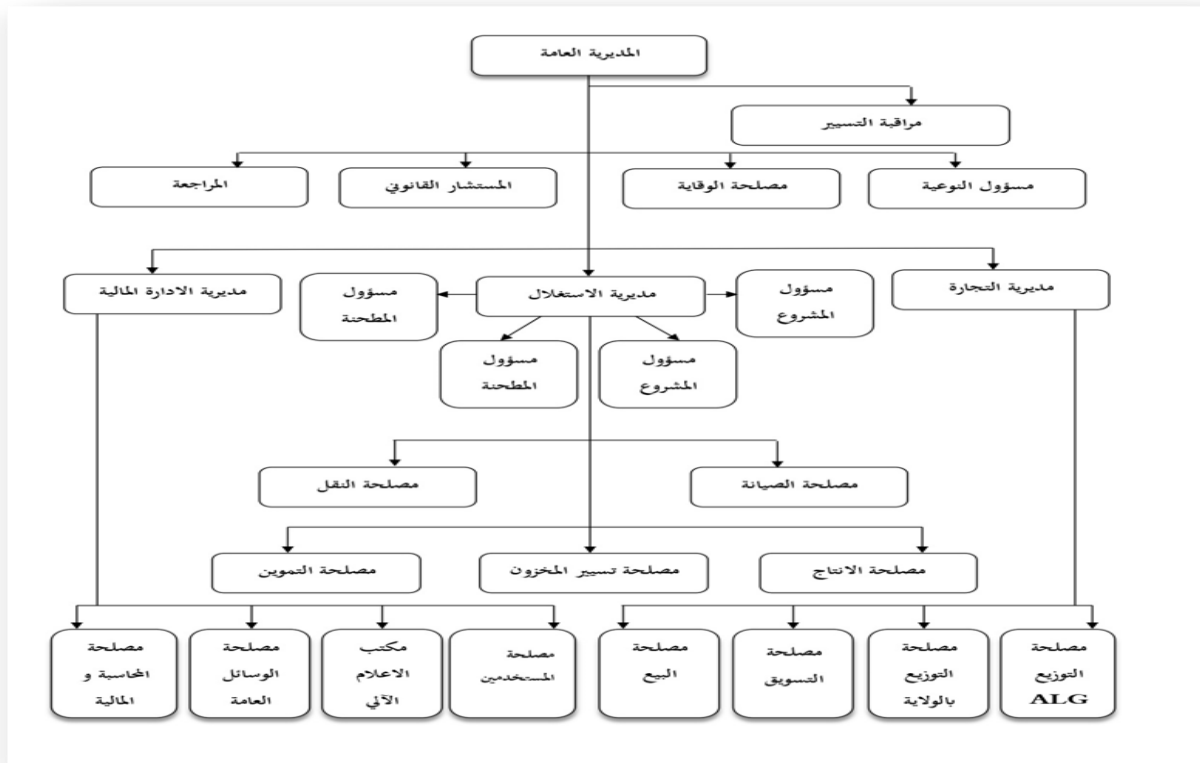 المديرية العامة
مراقبة التسيير
مسؤول النوعية
مصلحة الوقاية
المستشار القانوني
المراجعة
مديرية التجارة
مسؤول
المشروع
مديرية الاستغلال
مسؤول
المطحنة
مديرية الادارة المالية
مسؤول
المشروع
مسؤول
المطحنة
مصلحة الصيانة
مصلحة النقل
مصلحة الانتاج
مصلحة تسيير المخزون
مصلحة التموين
مصلحة
التوزيع
ALG
مصلحة
التوزيع
بالولاية
مصلحة
التسويق
مصلحة
البيع
مصلحة
المستخدمين
مكتب
الاعلام
الآلي
مصلحة
الوسائل
العامة
مصلحة
المحاسبة و
المالية